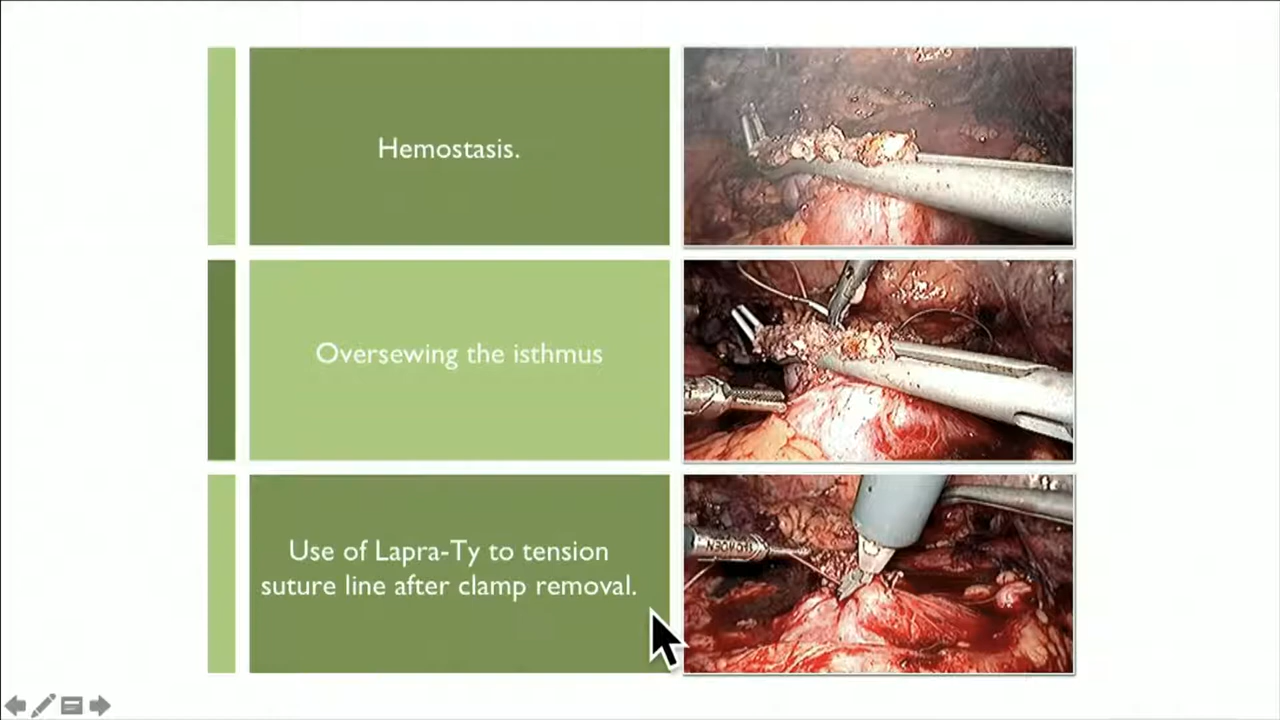 Hemostasis.
Oversewing the isthmus
Use of Lapra-Ty to tension
suture line after clamp removal.